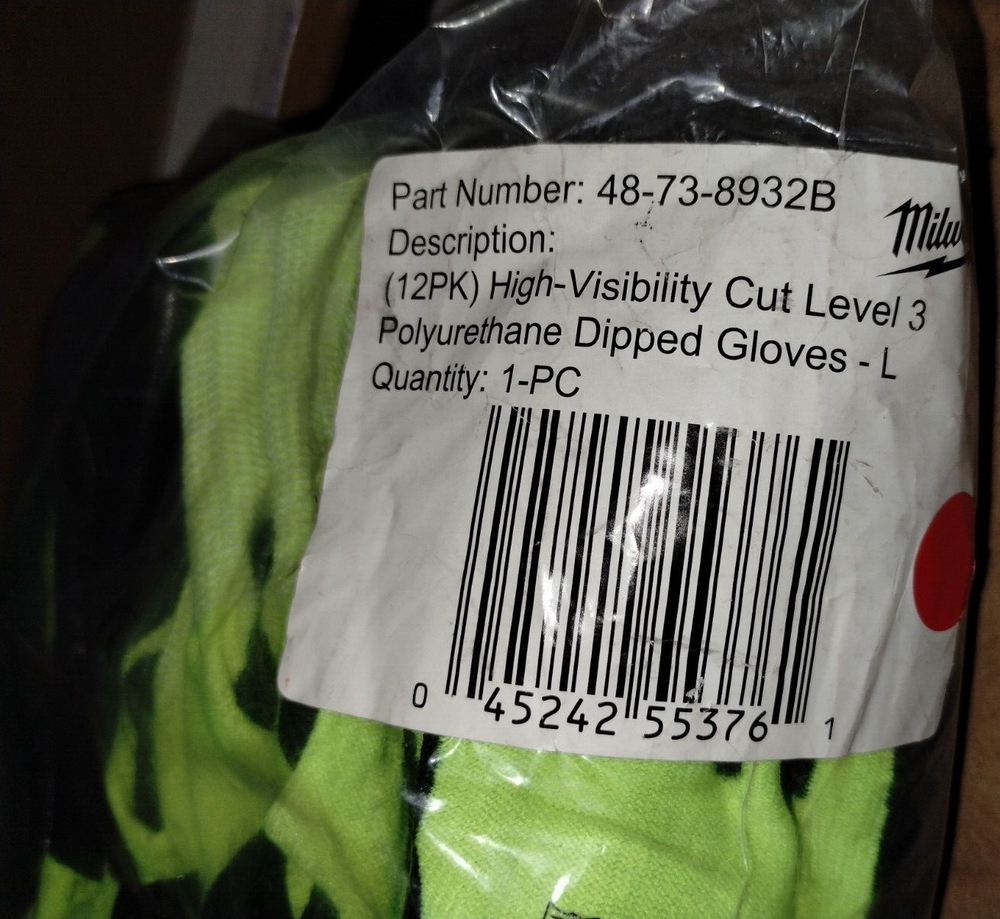 Part Number: 48-73-8932B
Milw
Description:
(12PK) High-Visibility Cut Level 3
Polyurethane Dipped Gloves - L
Quantity: 1-PC
0 45242 55376 1